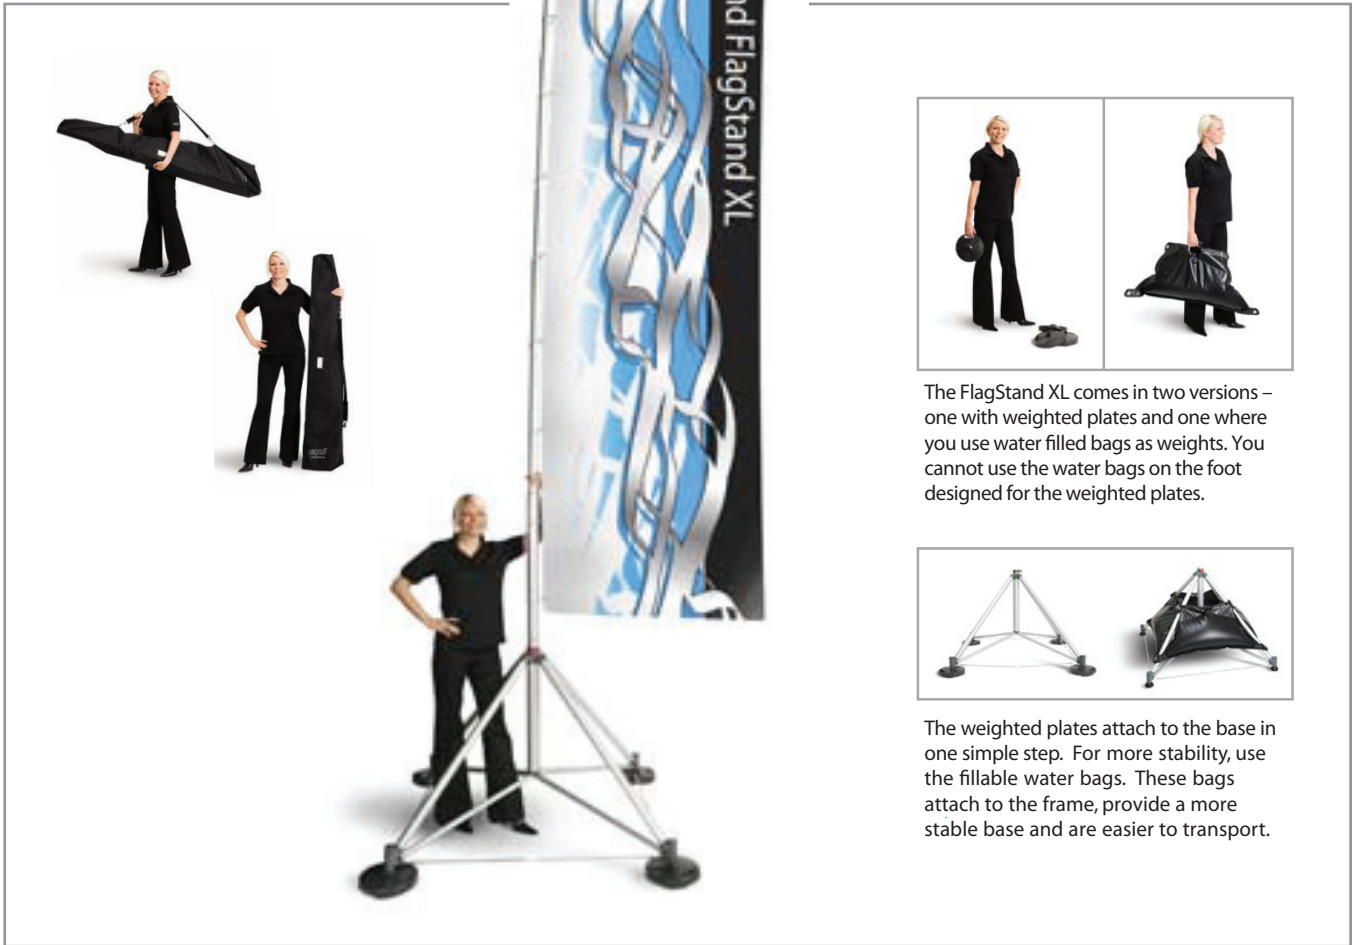 nd FlagStand XL
The FlagStand XL comes in two versions –
one with weighted plates and one where
you use water filled bags as weights. You
cannot use the water bags on the foot
designed for the weighted plates.
The weighted plates attach to the base in
one simple step.  For more stability, use
the fillable water bags.  These bags
attach to the frame, provide a more
stable base and are easier to transport.